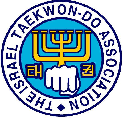 THE ISRAEL TAEKWON-DO ASSOCIATION
태 권